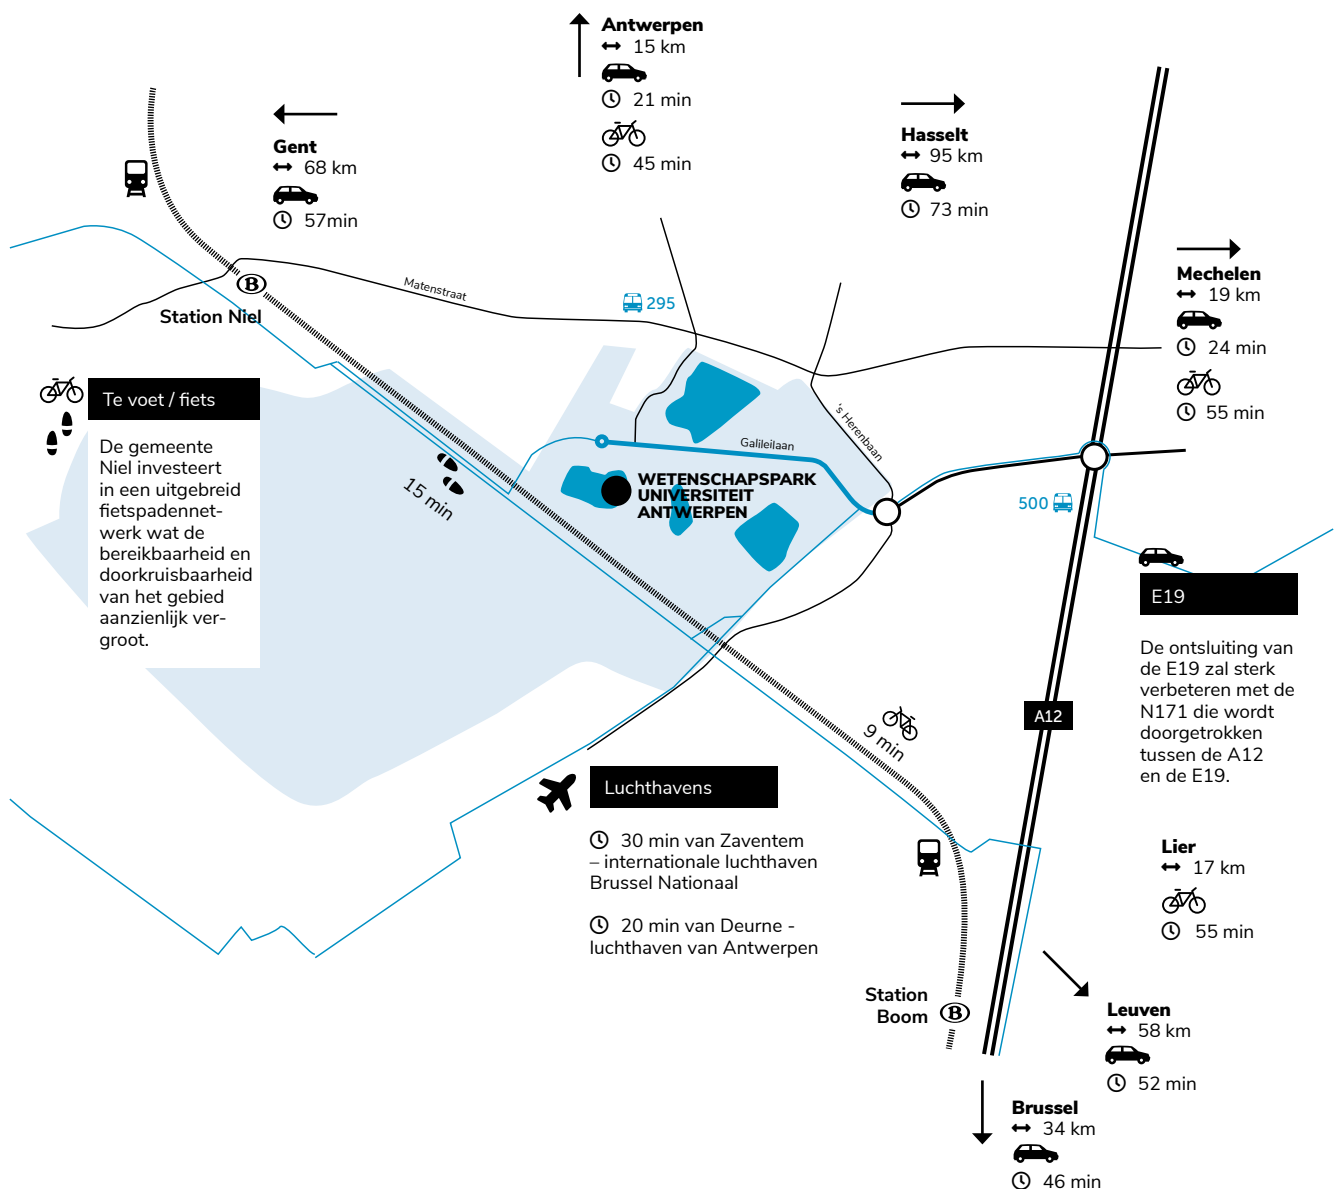 Antwerpen
15 km
21 min
45 min
Gent
68 km
57min
Hasselt
95 km
73 min
Mechelen
19 km
24 min
55 min
B
Station Niel
Matenstraat
295
Te voet / fiets
De gemeente
Niel investeert
in een uitgebreid
fietspadennet-
werk wat de
bereikbaarheid en
doorkruisbaarheid
van het gebied
aanzienlijk ver-
groot.
15 min
Galileilaan
's Herenbaan
WETENSCHAPSPARK
UNIVERSITEIT
ANTWERPEN
500
E19
De ontsluiting van
de E19 zal sterk
verbeteren met de
N171 die wordt
doorgetrokken
tussen de A12
en de E19.
A12
9 min
Luchthavens
30 min van Zaventem
– internationale luchthaven
Brussel Nationaal
20 min van Deurne -
luchthaven van Antwerpen
Lier
17 km
55 min
Station
Boom
B
Leuven
58 km
52 min
Brussel
34 km
46 min